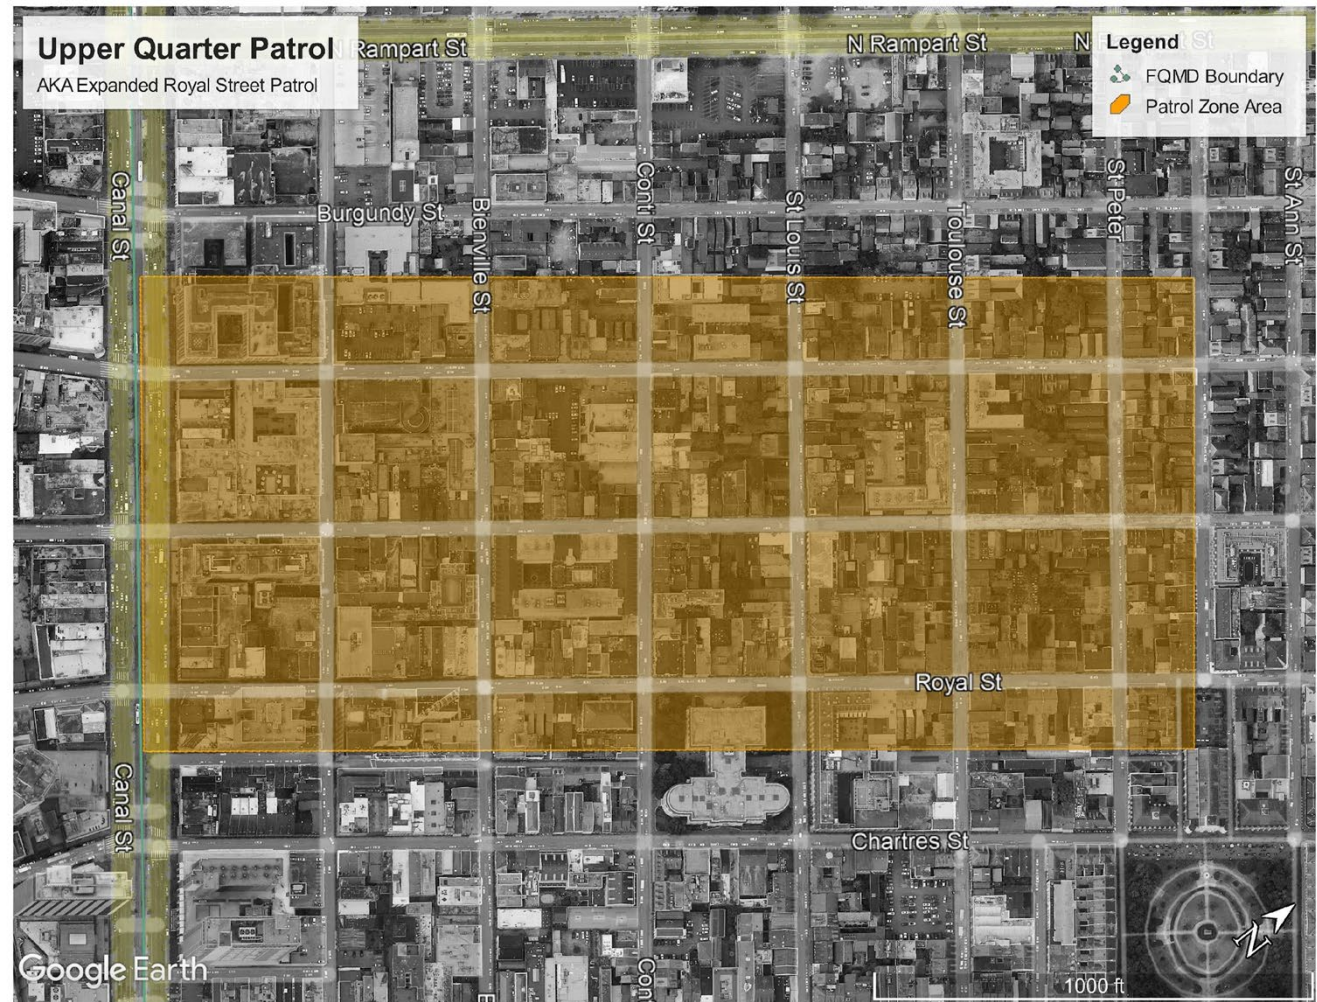 Upper Quarter Patrol
AKA Expanded Royal Street Patrol
N Rampart St
N Rampart St
Legend
FQMD Boundary
Patrol Zone Area
Canal St
Burgundy St
Bienville St
Conti St
St Louis St
Toulouse St
St Peter
St Ann St
Royal St
Canal St
Chartres St
Google Earth
Con
N
1000 ft